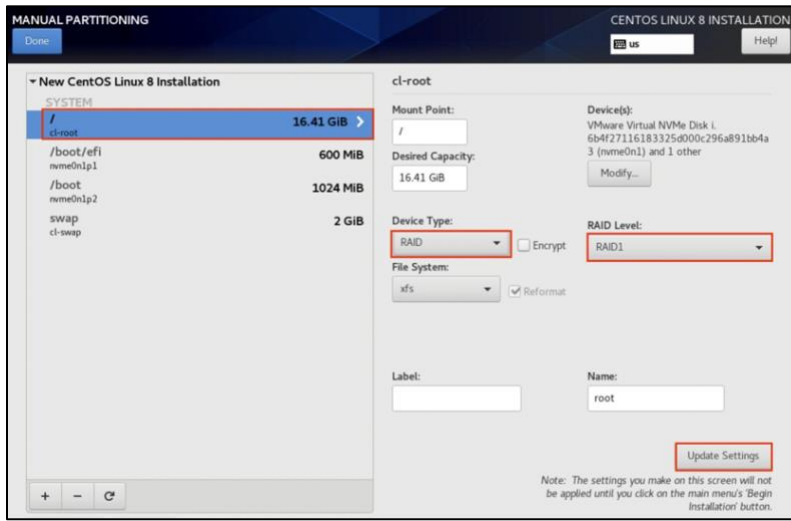 MANUAL PARTITIONING
CENTOS LINUX 8 INSTALLATION
Done
us
Help!
New CentOS Linux 8 Installation
SYSTEM
/
16.41 GiB
cl-root
/boot/efi
600 MiB
nvme0n1p1
/boot
1024 MiB
nvme0n1p2
swap
2 GiB
cl-swap
cl-root
Mount Point:
/
Desired Capacity:
16.41 GiB
Device(s):
VMware Virtual NVMe Disk i.
6b4f27116183325d000c296a891bb4a
3 (nvme0n1) and 1 other
Modify...
Device Type:
RAID
Encrypt
RAID Level:
RAID1
File System:
xfs
Reformat
Label:
Name:
root
Update Settings
Note: The settings you make on this screen will not
be applied until you click on the main menu's 'Begin
Installation' button.
+ −